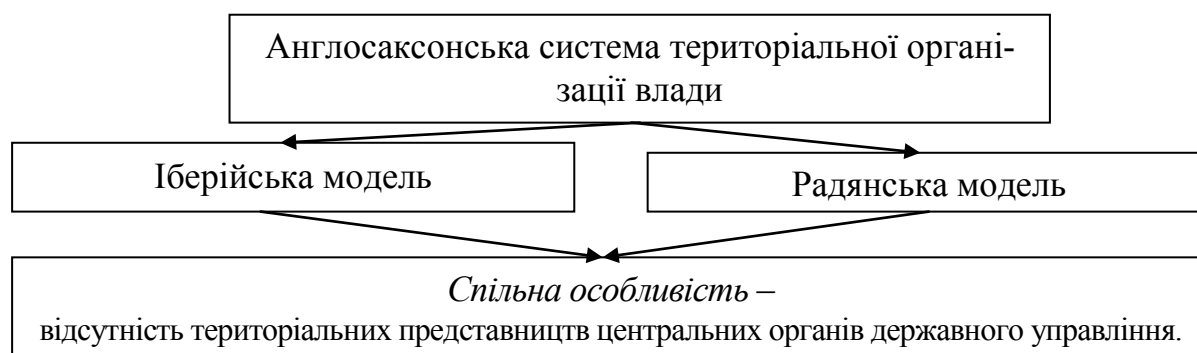 Англосаксонська система територіальної органі-
зації влади
Іберійська модель
Радянська модель
Спільна особливість –
відсутність територіальних представництв центральних органів державного управління.